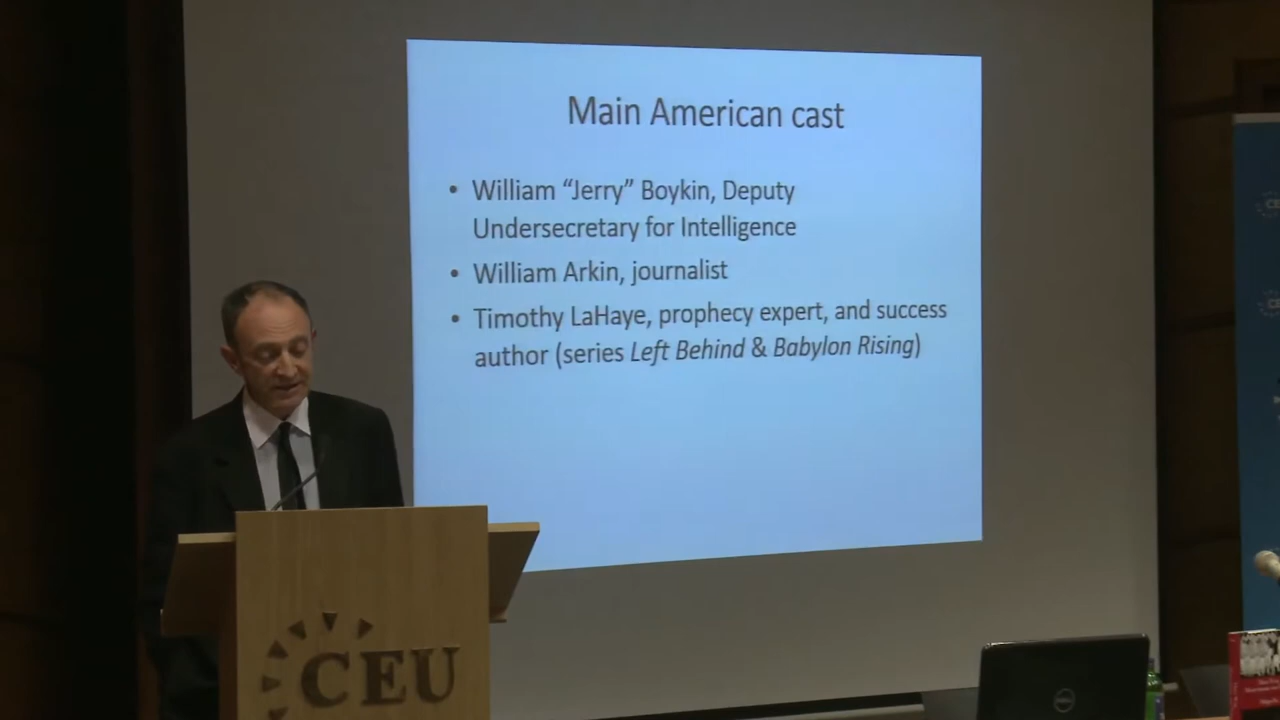 Main American cast
• William “Jerry” Boykin, Deputy
Undersecretary for Intelligence
• William Arkin, journalist
• Timothy LaHaye, prophecy expert, and success
author (series Left Behind & Babylon Rising)
CEU
DELL